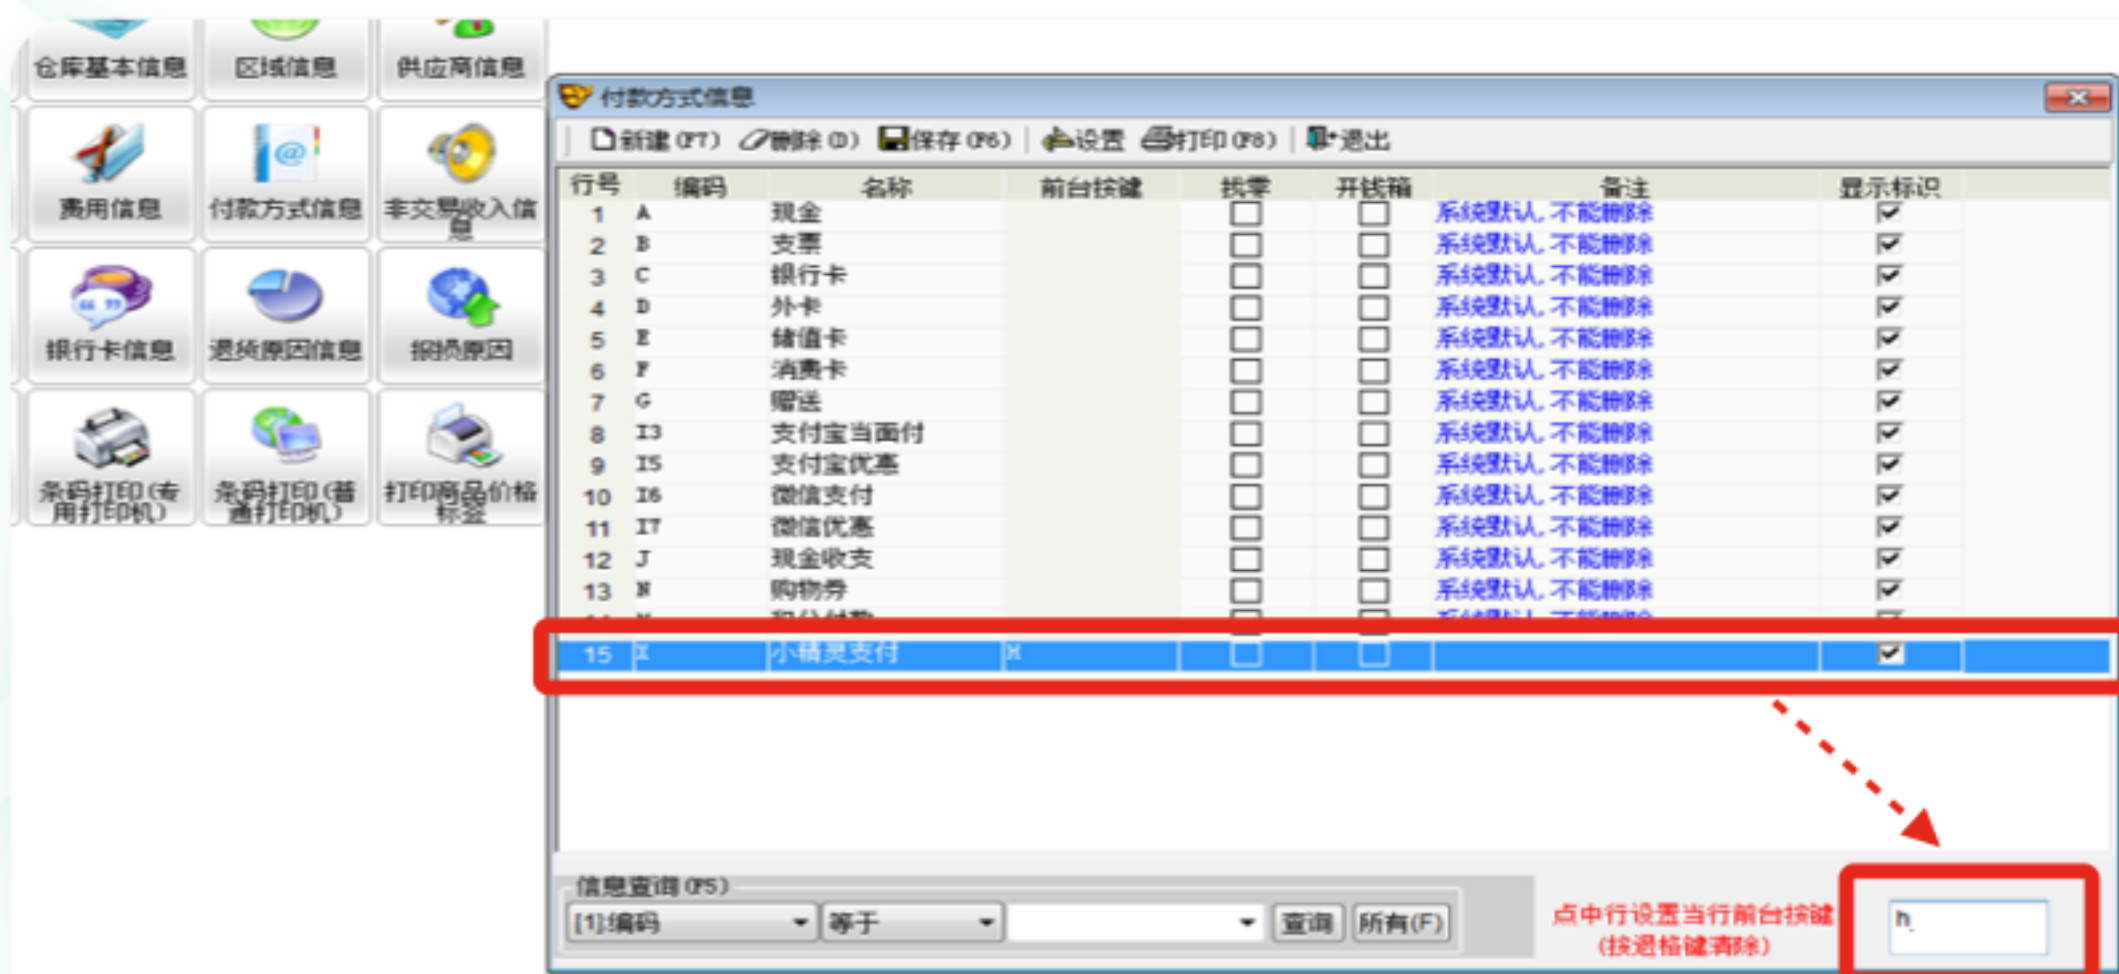 仓库基本信息 区域信息 供应商信息
费用信息 付款方式信息 非交易收入信
息
银行卡信息 退货原因信息 报损原因
条码打印(专 条码打印(普 打印商品价格
用打印机) 通打印机) 标签
付款方式信息
新建(F7) 删除(D) 保存(F6) 设置 打印(F8) 退出
行号 编码 名称 前台按键 找零 开钱箱 备注 显示标识
1 A 现金 系统默认,不能删除
2 B 支票 系统默认,不能删除
3 C 银行卡 系统默认,不能删除
4 D 外卡 系统默认,不能删除
5 E 储值卡 系统默认,不能删除
6 F 消费卡 系统默认,不能删除
7 G 赠送 系统默认,不能删除
8 I3 支付宝当面付 系统默认,不能删除
9 I5 支付宝优惠 系统默认,不能删除
10 I6 微信支付 系统默认,不能删除
11 I7 微信优惠 系统默认,不能删除
12 J 现金收支 系统默认,不能删除
13 N 购物券 系统默认,不能删除
积分付款 系统默认,不能删除
15 X 小精灵支付 H
信息查询(F5)
[1]:编码 等于 查询 所有(F)
点中行设置当行前台按键
(按退格键清除)
h